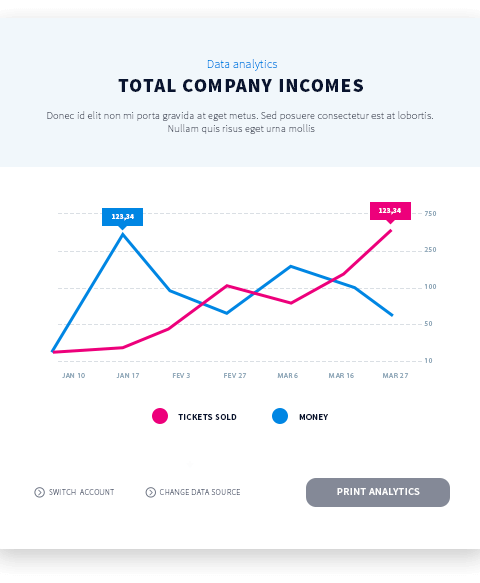 Data analytics
TOTAL COMPANY INCOMES
Donec id elit non mi porta gravida at eget metus. Sed posuere consectetur est at lobortis.
Nullam quis risus eget urna mollis
123,34
123,34
750
250
100
50
10
JAN 10 JAN 17 FEV 3 FEV 27 MAR 6 MAR 16 MAR 27
TICKETS SOLD MONEY
SWITCH ACCOUNT CHANGE DATA SOURCE PRINT ANALYTICS